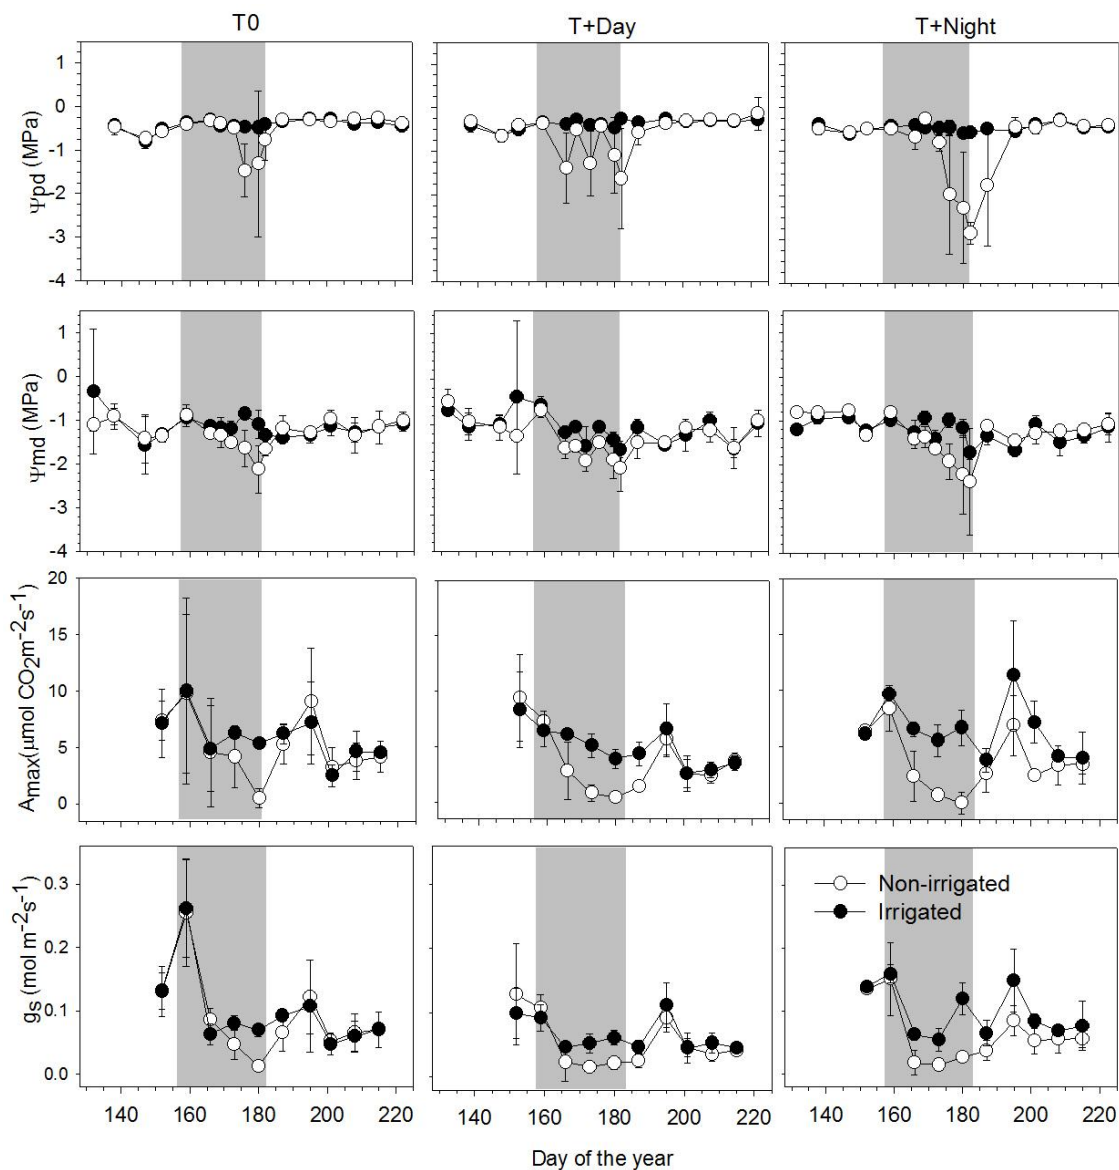 T0 T+Day T+Night
1
0
-1
-2
-3
-4
Ψpd (MPa)
1
0
-1
-2
-3
-4
Ψmd (MPa)
20
15
10
5
0
Amax(μmol CO2m-2s-1)
0.3
0.2
0.1
0.0
gs (mol m-2s-1)
Non-irrigated
Irrigated
140 160 180 200 220 140 160 180 200 220 140 160 180 200 220
Day of the year